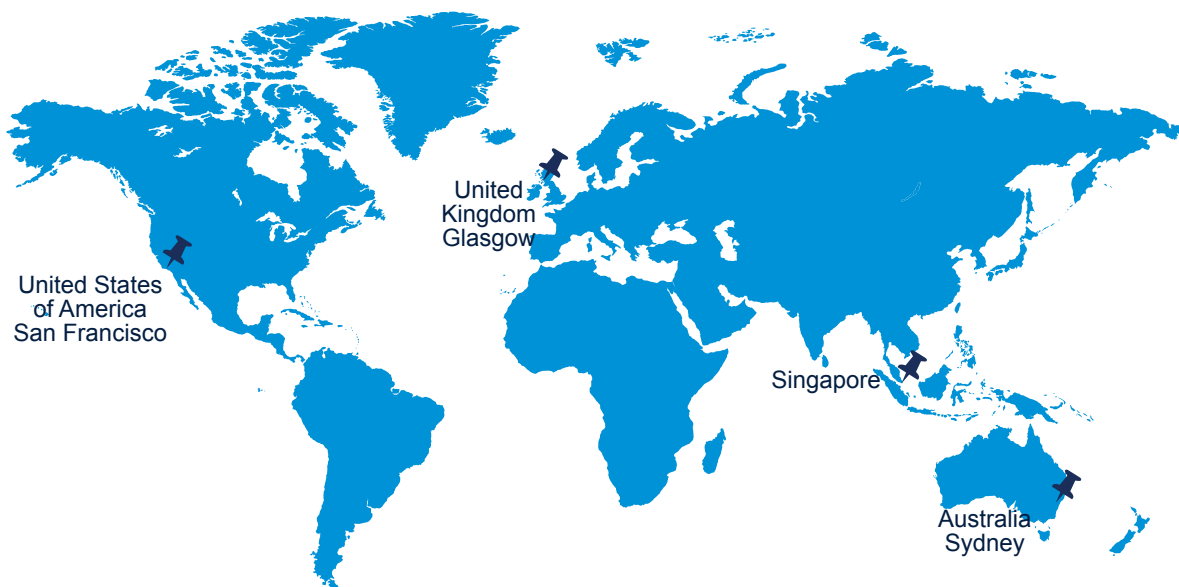 United
Kingdom
Glasgow
United States
of America
San Francisco
Singapore
Australia
Sydney